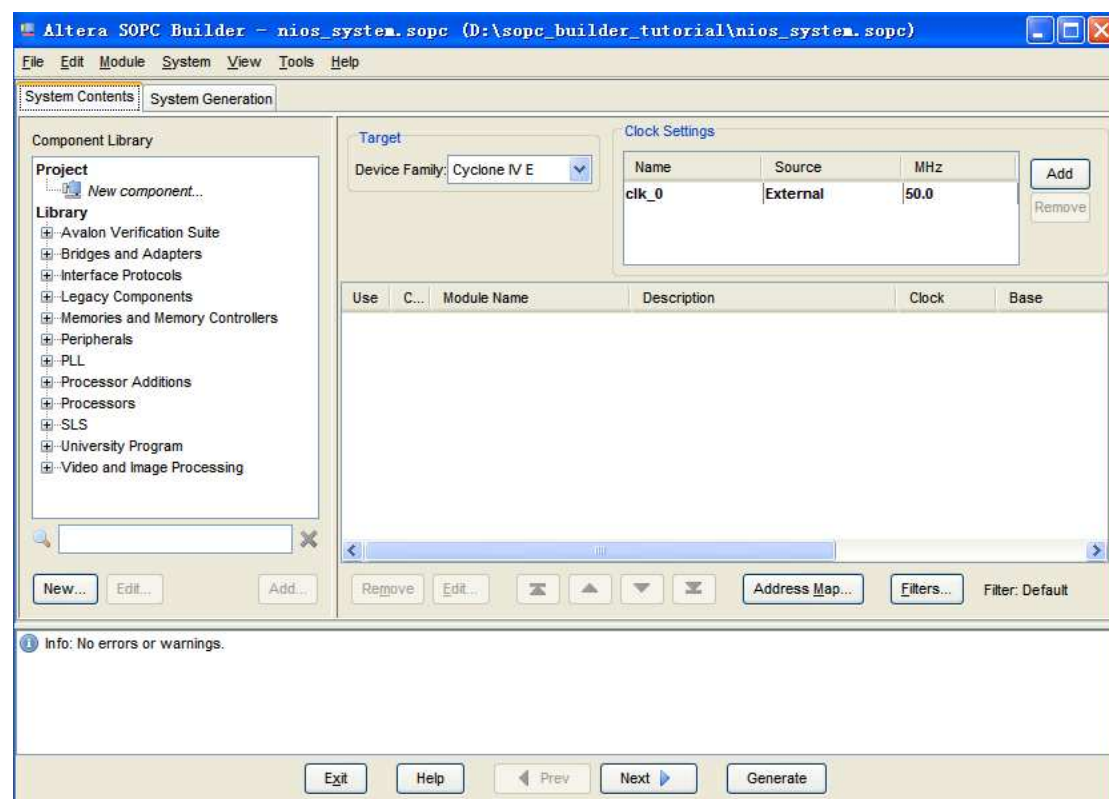 Altera SOPC Builder - nios_system.sopc (D:\sopc_builder_tutorial\nios_system.sopc)
File Edit Module System View Tools Help
System Contents System Generation
Component Library
Project
New component...
Library
Avalon Verification Suite
Bridges and Adapters
Interface Protocols
Legacy Components
Memories and Memory Controllers
Peripherals
PLL
Processor Additions
Processors
SLS
University Program
Video and Image Processing
New... Edit... Add...
Target
Device Family: Cyclone IV E
Clock Settings
Name Source MHz
clk_0 External 50.0
Add
Remove
Use C... Module Name Description Clock Base
Remove Edit... Address Map... Filters... Filter: Default
Info: No errors or warnings.
Exit Help Prev Next Generate